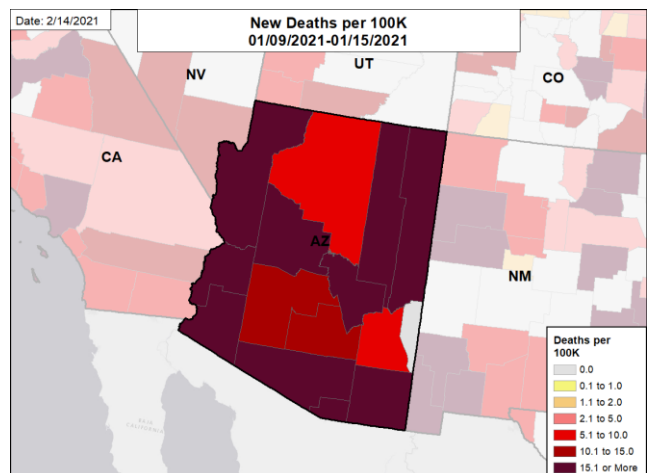 Date: 2/14/2021
New Deaths per 100K
01/09/2021-01/15/2021
NV
UT
CO
CA
AZ
NM
BAJA
CALIFORNIA
Deaths per
100K
0.0
0.1 to 1.0
1.1 to 2.0
2.1 to 5.0
5.1 to 10.0
10.1 to 15.0
15.1 or More